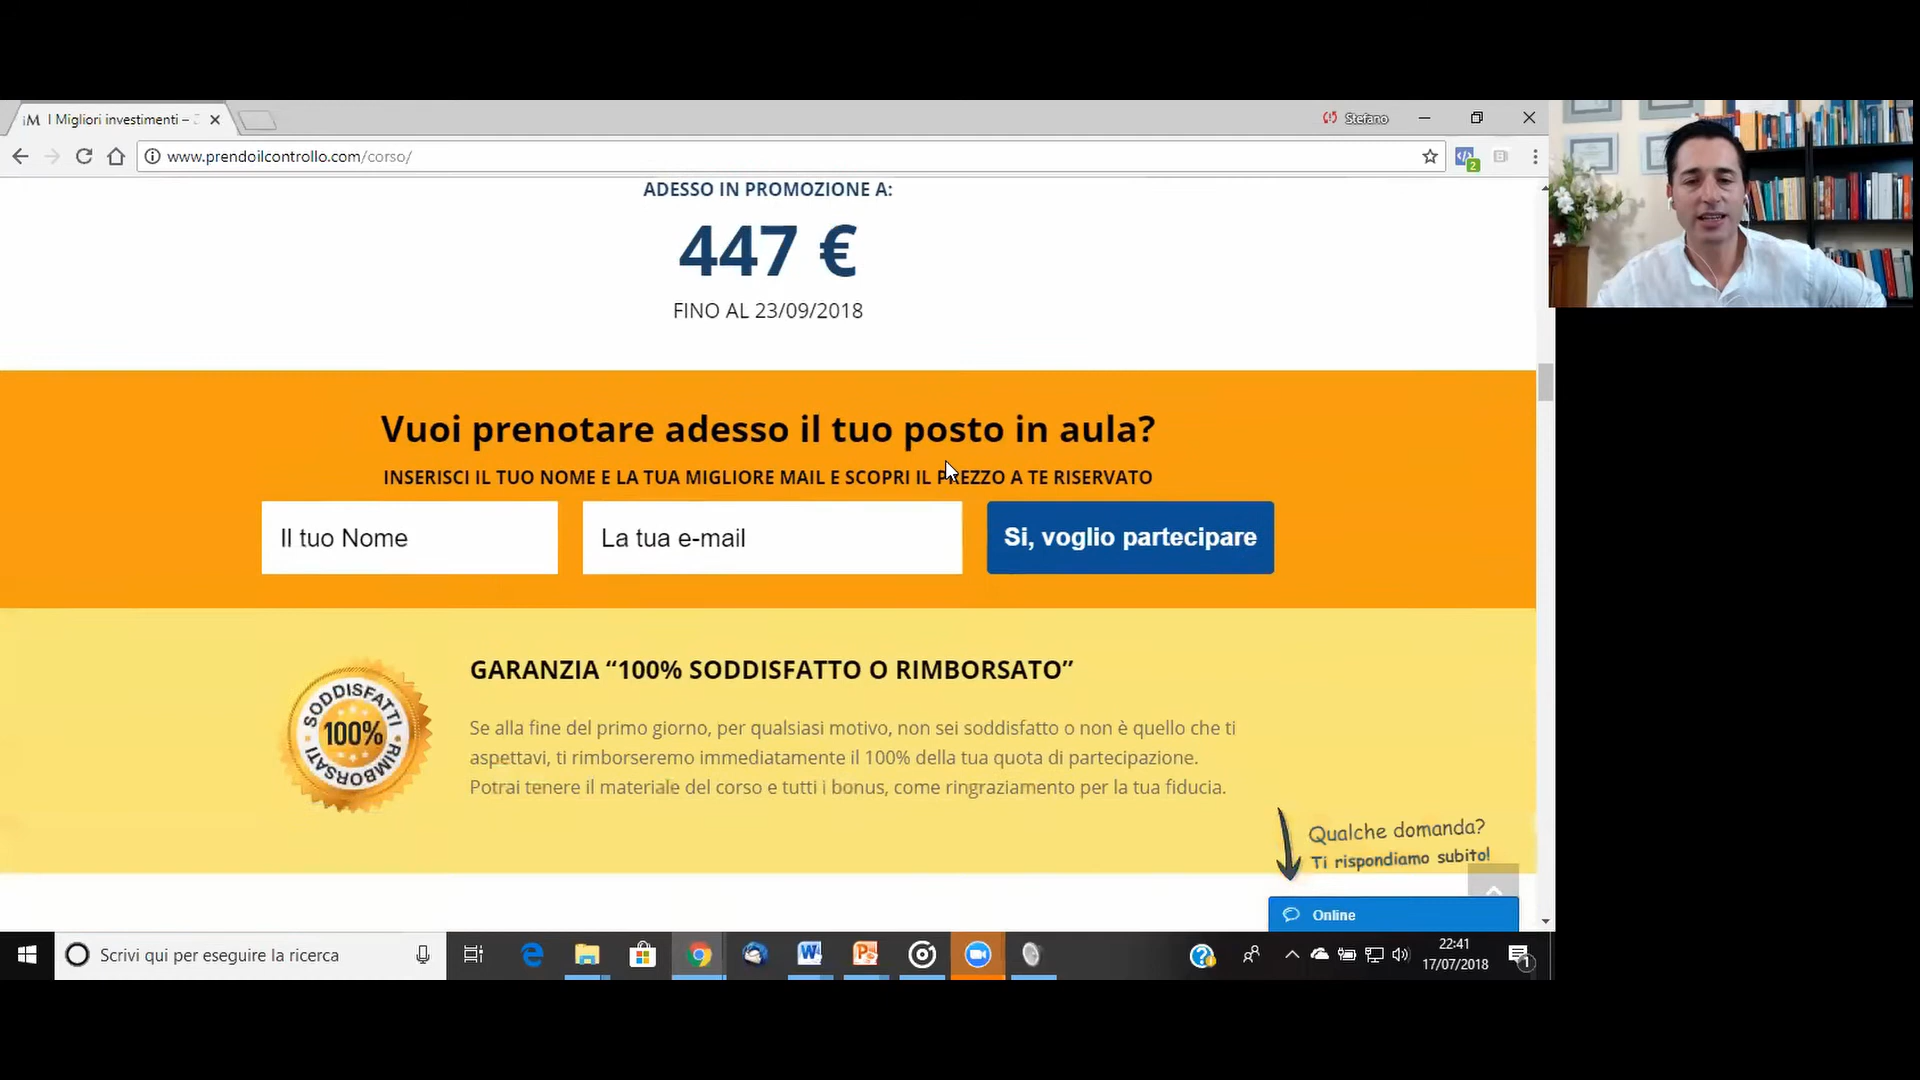 I Migliori investimenti –
Stefano
www.prendoilcontrollo.com/corso/
ADESSO IN PROMOZIONE A:
447 €
FINO AL 23/09/2018
Vuoi prenotare adesso il tuo posto in aula?
INSERISCI IL TUO NOME E LA TUA MIGLIORE MAIL E SCOPRI IL PREZZO A TE RISERVATO
Il tuo Nome
La tua e-mail
Si, voglio partecipare
GARANZIA “100% SODDISFATTO O RIMBORSATO”
SODDISFATTI
100%
RIMBORSATI
Se alla fine del primo giorno, per qualsiasi motivo, non sei soddisfatto o non è quello che ti
aspettavi, ti rimborseremo immediatamente il 100% della tua quota di partecipazione.
Potrai tenere il materiale del corso e tutti i bonus, come ringraziamento per la tua fiducia.
Qualche domanda?
Ti rispondiamo subito!
Online
Scrivi qui per eseguire la ricerca
22:41
17/07/2018